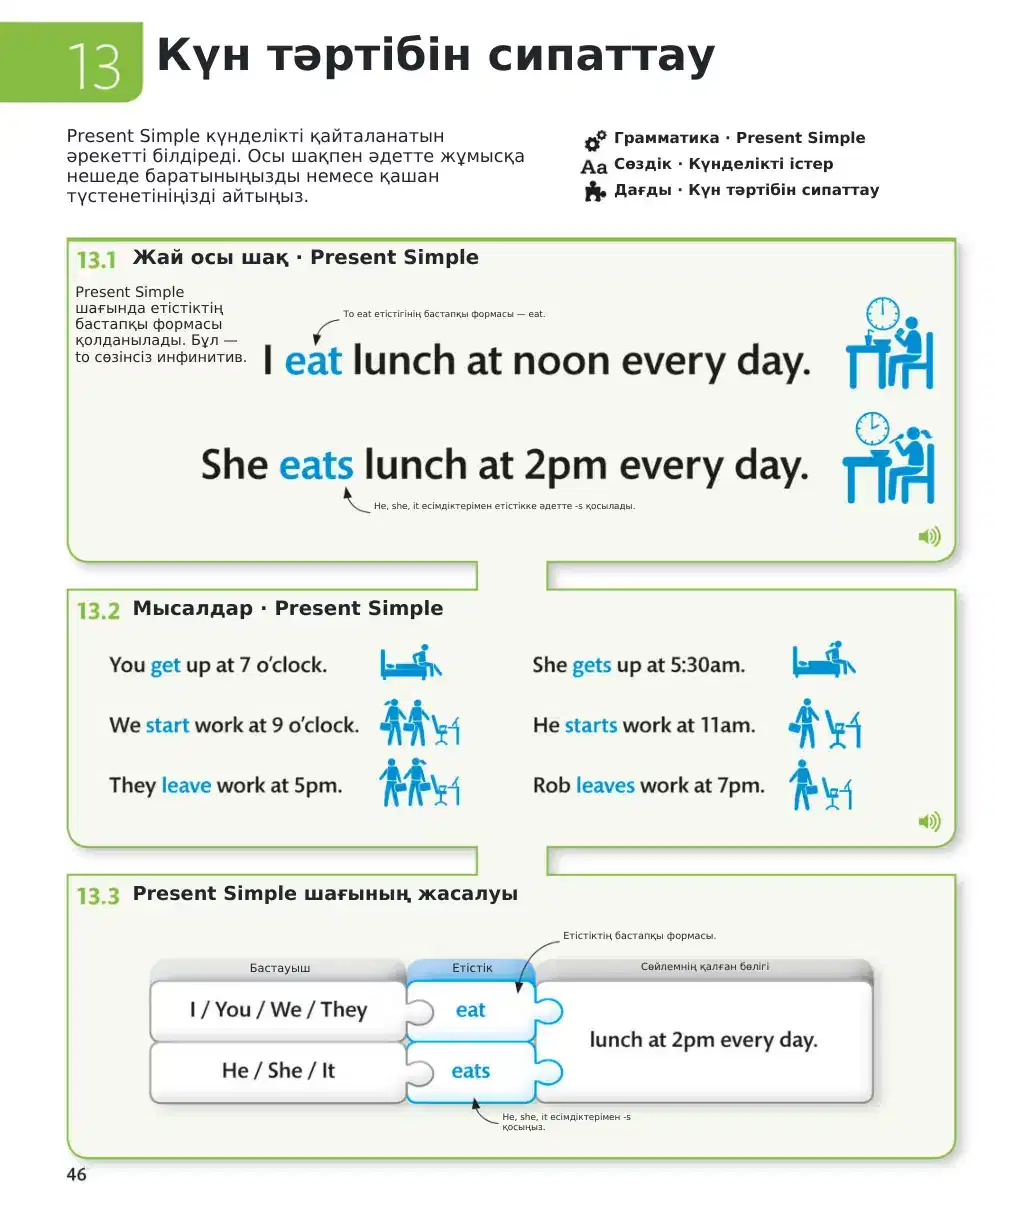 13
Күн тәртібін сипаттау
Present Simple күнделікті қайталанатын
әрекетті білдіреді. Осы шақпен әдетте жұмысқа
нешеде баратыныңызды немесе қашан
түстенетініңізді айтыңыз.
Грамматика · Present Simple
Aa Сөздік · Күнделікті істер
Дағды · Күн тәртібін сипаттау
13.1 Жай осы шақ · Present Simple
Present Simple
шағында етістіктің
бастапқы формасы
қолданылады. Бұл —
to сөзінсіз инфинитив.
To eat етістігінің бастапқы формасы — eat.
I eat lunch at noon every day.
She eats lunch at 2pm every day.
He, she, it есімдіктерімен етістікке әдетте -s қосылады.
13.2 Мысалдар · Present Simple
You get up at 7 o’clock.
She gets up at 5:30am.
We start work at 9 o’clock.
He starts work at 11am.
They leave work at 5pm.
Rob leaves work at 7pm.
13.3 Present Simple шағының жасалуы
Етістіктің бастапқы формасы.
Бастауыш
Етістік
Сөйлемнің қалған бөлігі
I / You / We / They
eat
lunch at 2pm every day.
He / She / It
eats
He, she, it есімдіктерімен -s
қосыңыз.
46